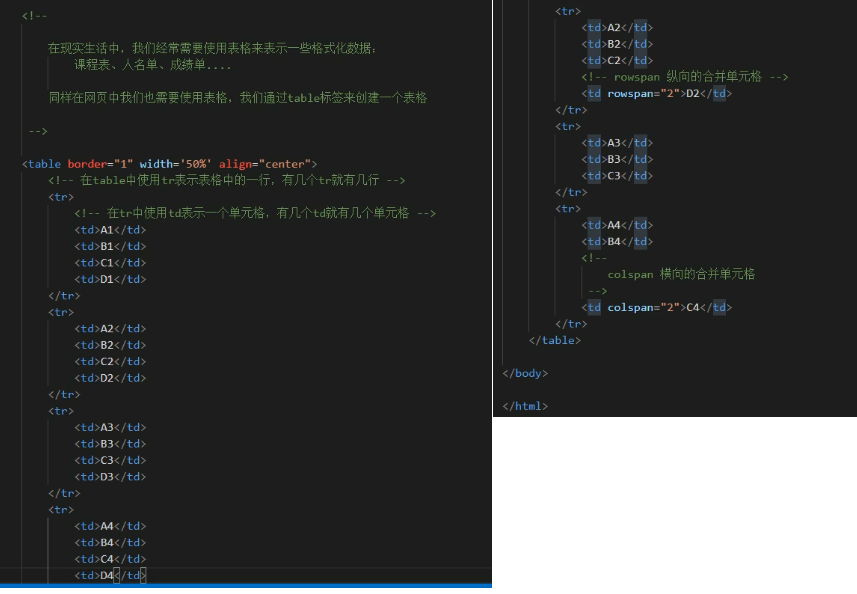 <!--
在现实生活中，我们经常需要使用表格来表示一些格式化数据：
课程表、人名单、成绩单....
同样在网页中我们也需要使用表格，我们通过table标签来创建一个表格
-->
<table border="1" width='50%' align="center">
<!-- 在table中使用tr表示表格中的一行，有几个tr就有几行 -->
<tr>
<!-- 在tr中使用td表示一个单元格，有几个td就有几个单元格 -->
<td>A1</td>
<td>B1</td>
<td>C1</td>
<td>D1</td>
</tr>
<tr>
<td>A2</td>
<td>B2</td>
<td>C2</td>
<td>D2</td>
</tr>
<tr>
<td>A3</td>
<td>B3</td>
<td>C3</td>
<td>D3</td>
</tr>
<tr>
<td>A4</td>
<td>B4</td>
<td>C4</td>
<td>D4</td>
<tr>
<td>A2</td>
<td>B2</td>
<td>C2</td>
<!-- rowspan 纵向的合并单元格 -->
<td rowspan="2">D2</td>
</tr>
<tr>
<td>A3</td>
<td>B3</td>
<td>C3</td>
</tr>
<tr>
<td>A4</td>
<td>B4</td>
<!--
colspan 横向的合并单元格
-->
<td colspan="2">C4</td>
</tr>
</table>
</body>
</html>